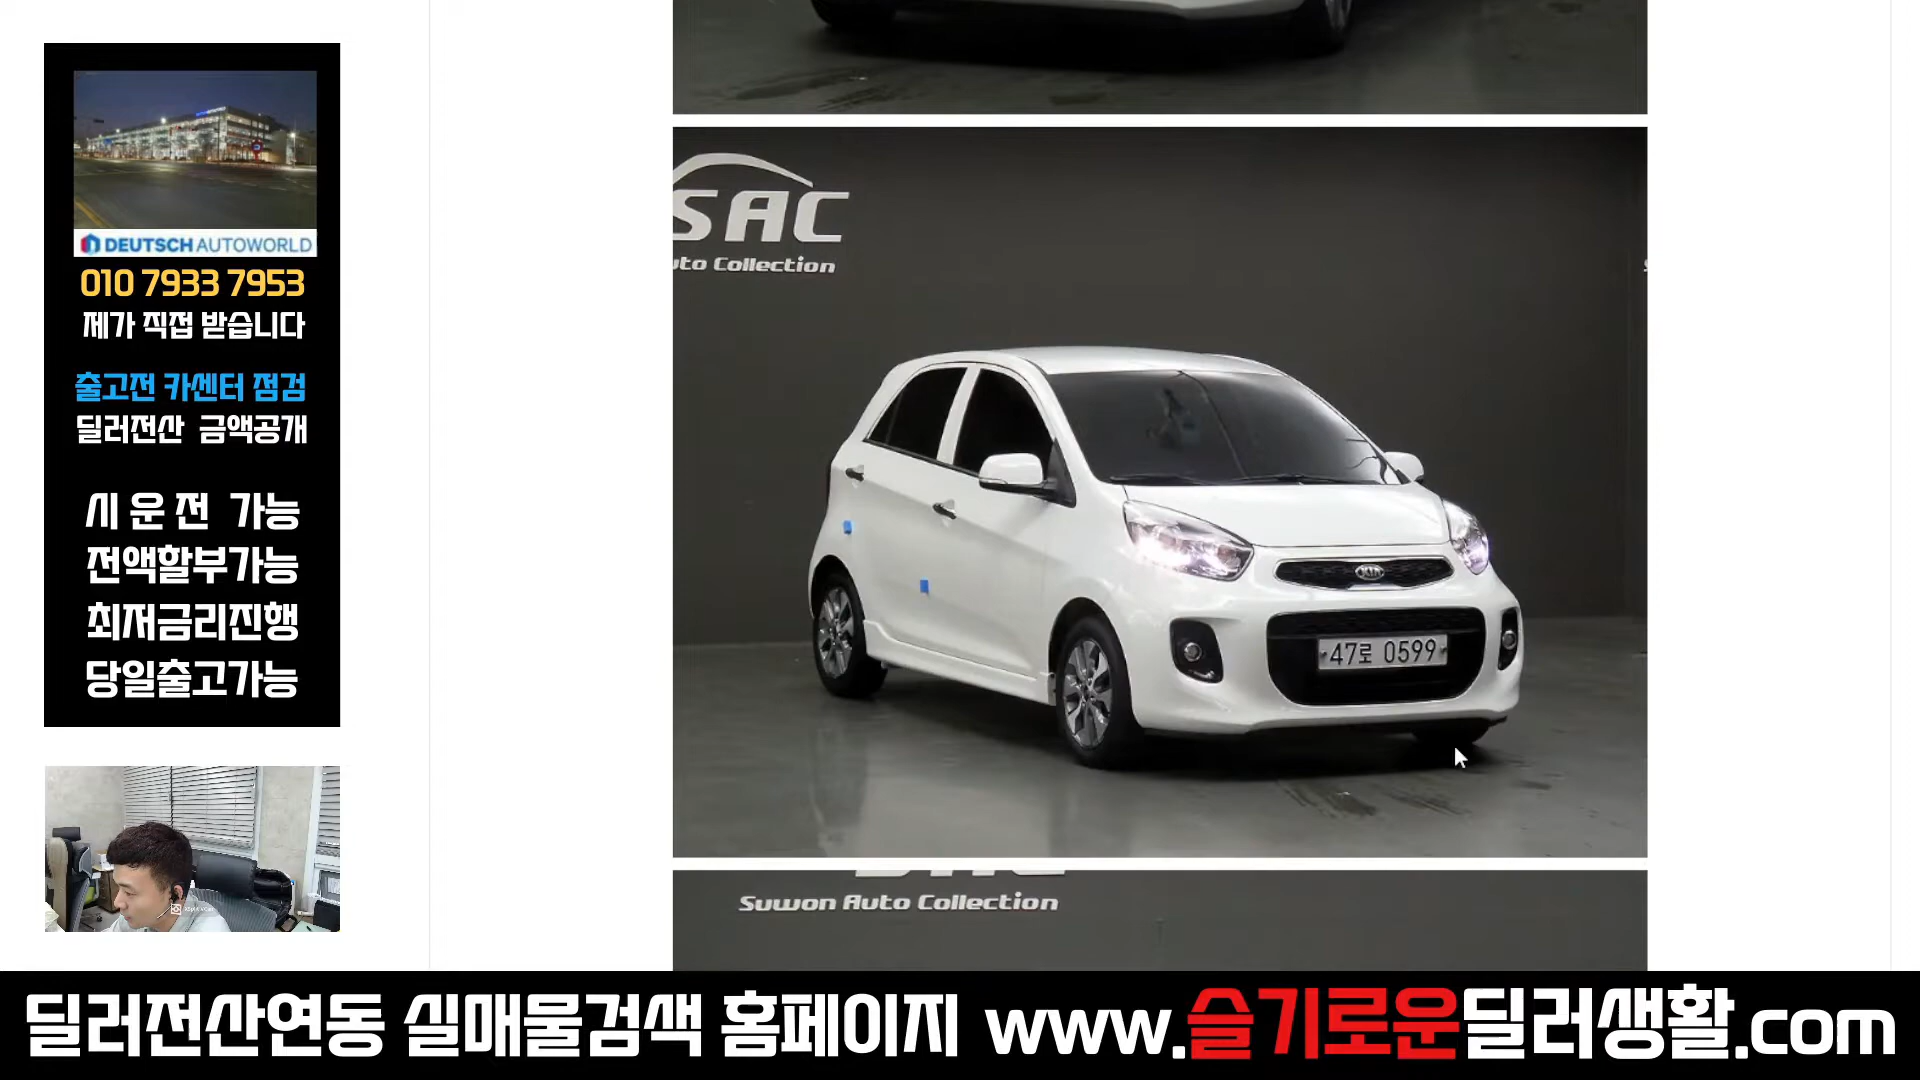 DEUTSCH AUTOWORLD
010 7933 7953
제가 직접 받습니다
출고전 카센터 점검
딜러전산 금액공개
시 운 전 가능
전액할부가능
최저금리진행
당일출고가능
SAC
uto Collection
KIA
47로 0599
Suwon Auto Collection
딜러전산연동 실매물검색 홈페이지 www.슬기로운딜러생활.com